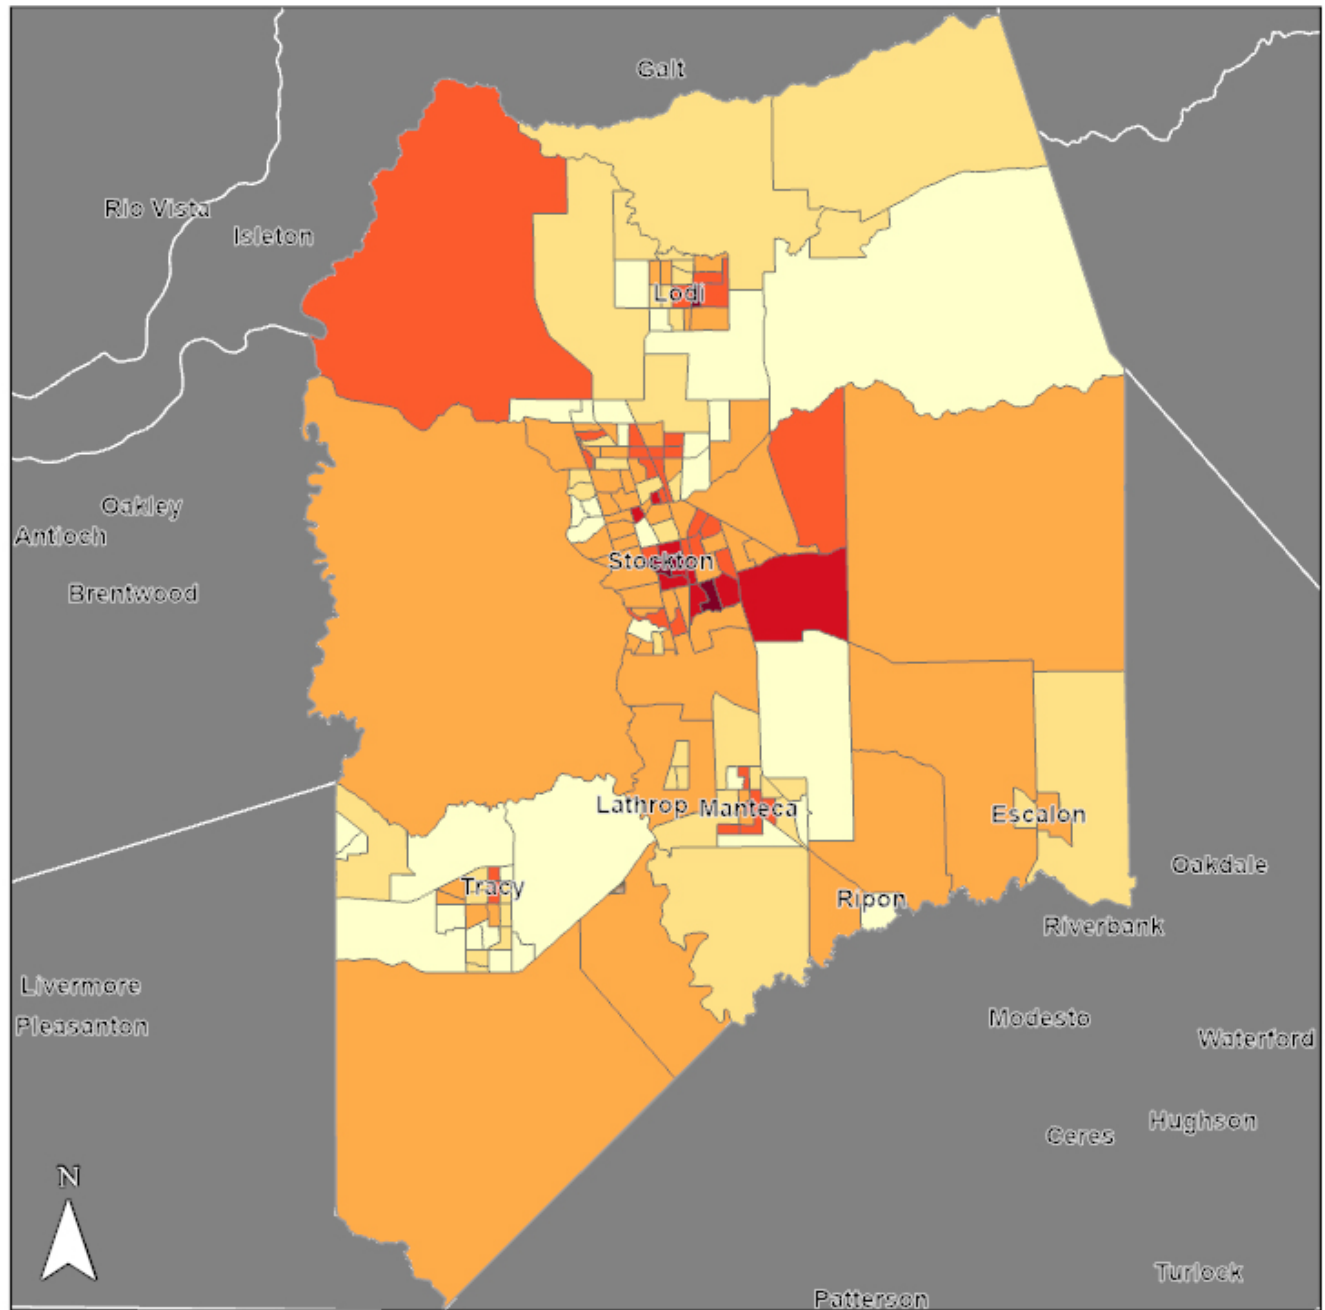 Galt
Rio Vista
Isleton
Lodi
Oakley
Antioch
Stockton
Brentwood
Lathrop
Manteca
Escalon
Oakdale
Tracy
Ripon
Riverbank
Livermore
Modesto
Pleasanton
Waterford
Hughson
Ceres
N
Turlock
Patterson